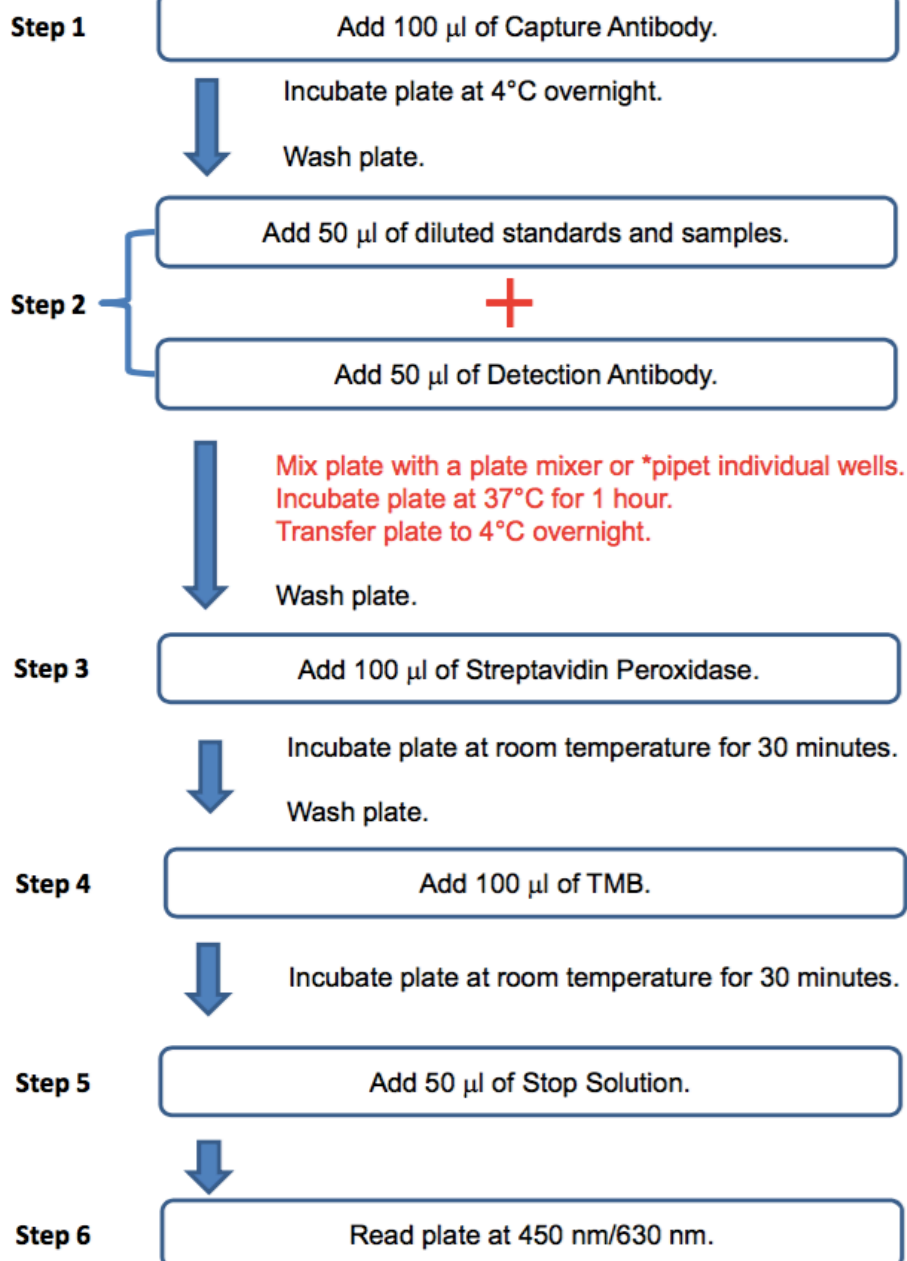 Step 1
Add 100 μl of Capture Antibody.
Incubate plate at 4°C overnight.
Wash plate.
Add 50 μl of diluted standards and samples.
Step 2
+
Add 50 μl of Detection Antibody.
Mix plate with a plate mixer or *pipet individual wells.
Incubate plate at 37°C for 1 hour.
Transfer plate to 4°C overnight.
Wash plate.
Step 3
Add 100 μl of Streptavidin Peroxidase.
Incubate plate at room temperature for 30 minutes.
Wash plate.
Step 4
Add 100 μl of TMB.
Incubate plate at room temperature for 30 minutes.
Step 5
Add 50 μl of Stop Solution.
Step 6
Read plate at 450 nm/630 nm.